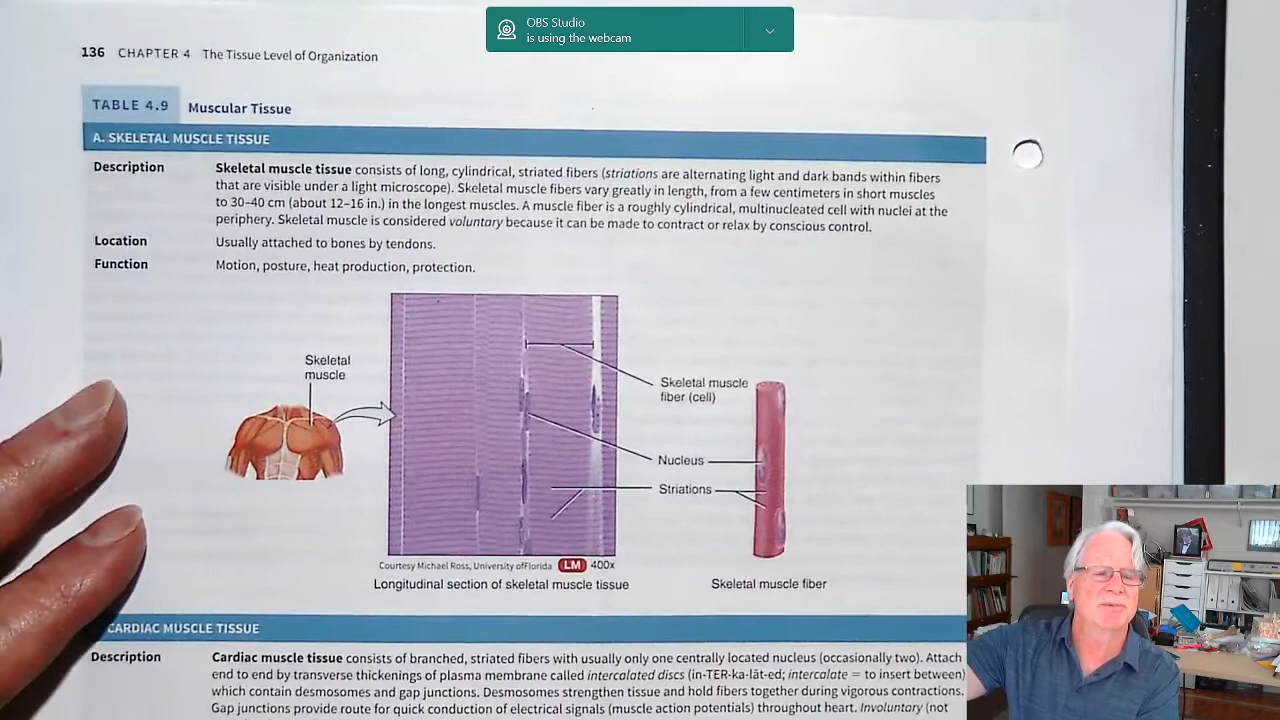 OBS Studio
is using the webcam
136 CHAPTER 4 The Tissue Level of Organization
TABLE 4.9 Muscular Tissue
A. SKELETAL MUSCLE TISSUE
Description Skeletal muscle tissue consists of long, cylindrical, striated fibers (striations are alternating light and dark bands within fibers
that are visible under a light microscope). Skeletal muscle fibers vary greatly in length, from a few centimeters in short muscles
to 30–40 cm (about 12–16 in.) in the longest muscles. A muscle fiber is a roughly cylindrical, multinucleated cell with nuclei at the
periphery. Skeletal muscle is considered voluntary because it can be made to contract or relax by conscious control.
Location Usually attached to bones by tendons.
Function Motion, posture, heat production, protection.
Skeletal
muscle
Skeletal muscle
fiber (cell)
Nucleus
Striations
Courtesy Michael Ross, University of Florida LM 400x
Longitudinal section of skeletal muscle tissue
Skeletal muscle fiber
CARDIAC MUSCLE TISSUE
Description Cardiac muscle tissue consists of branched, striated fibers with usually only one centrally located nucleus (occasionally two). Attach
end to end by transverse thickenings of plasma membrane called intercalated discs (in-TER-ka-lāt-ed; intercalate = to insert between)
which contain desmosomes and gap junctions. Desmosomes strengthen tissue and hold fibers together during vigorous contractions.
Gap junctions provide route for quick conduction of electrical signals (muscle action potentials) throughout heart. Involuntary (not